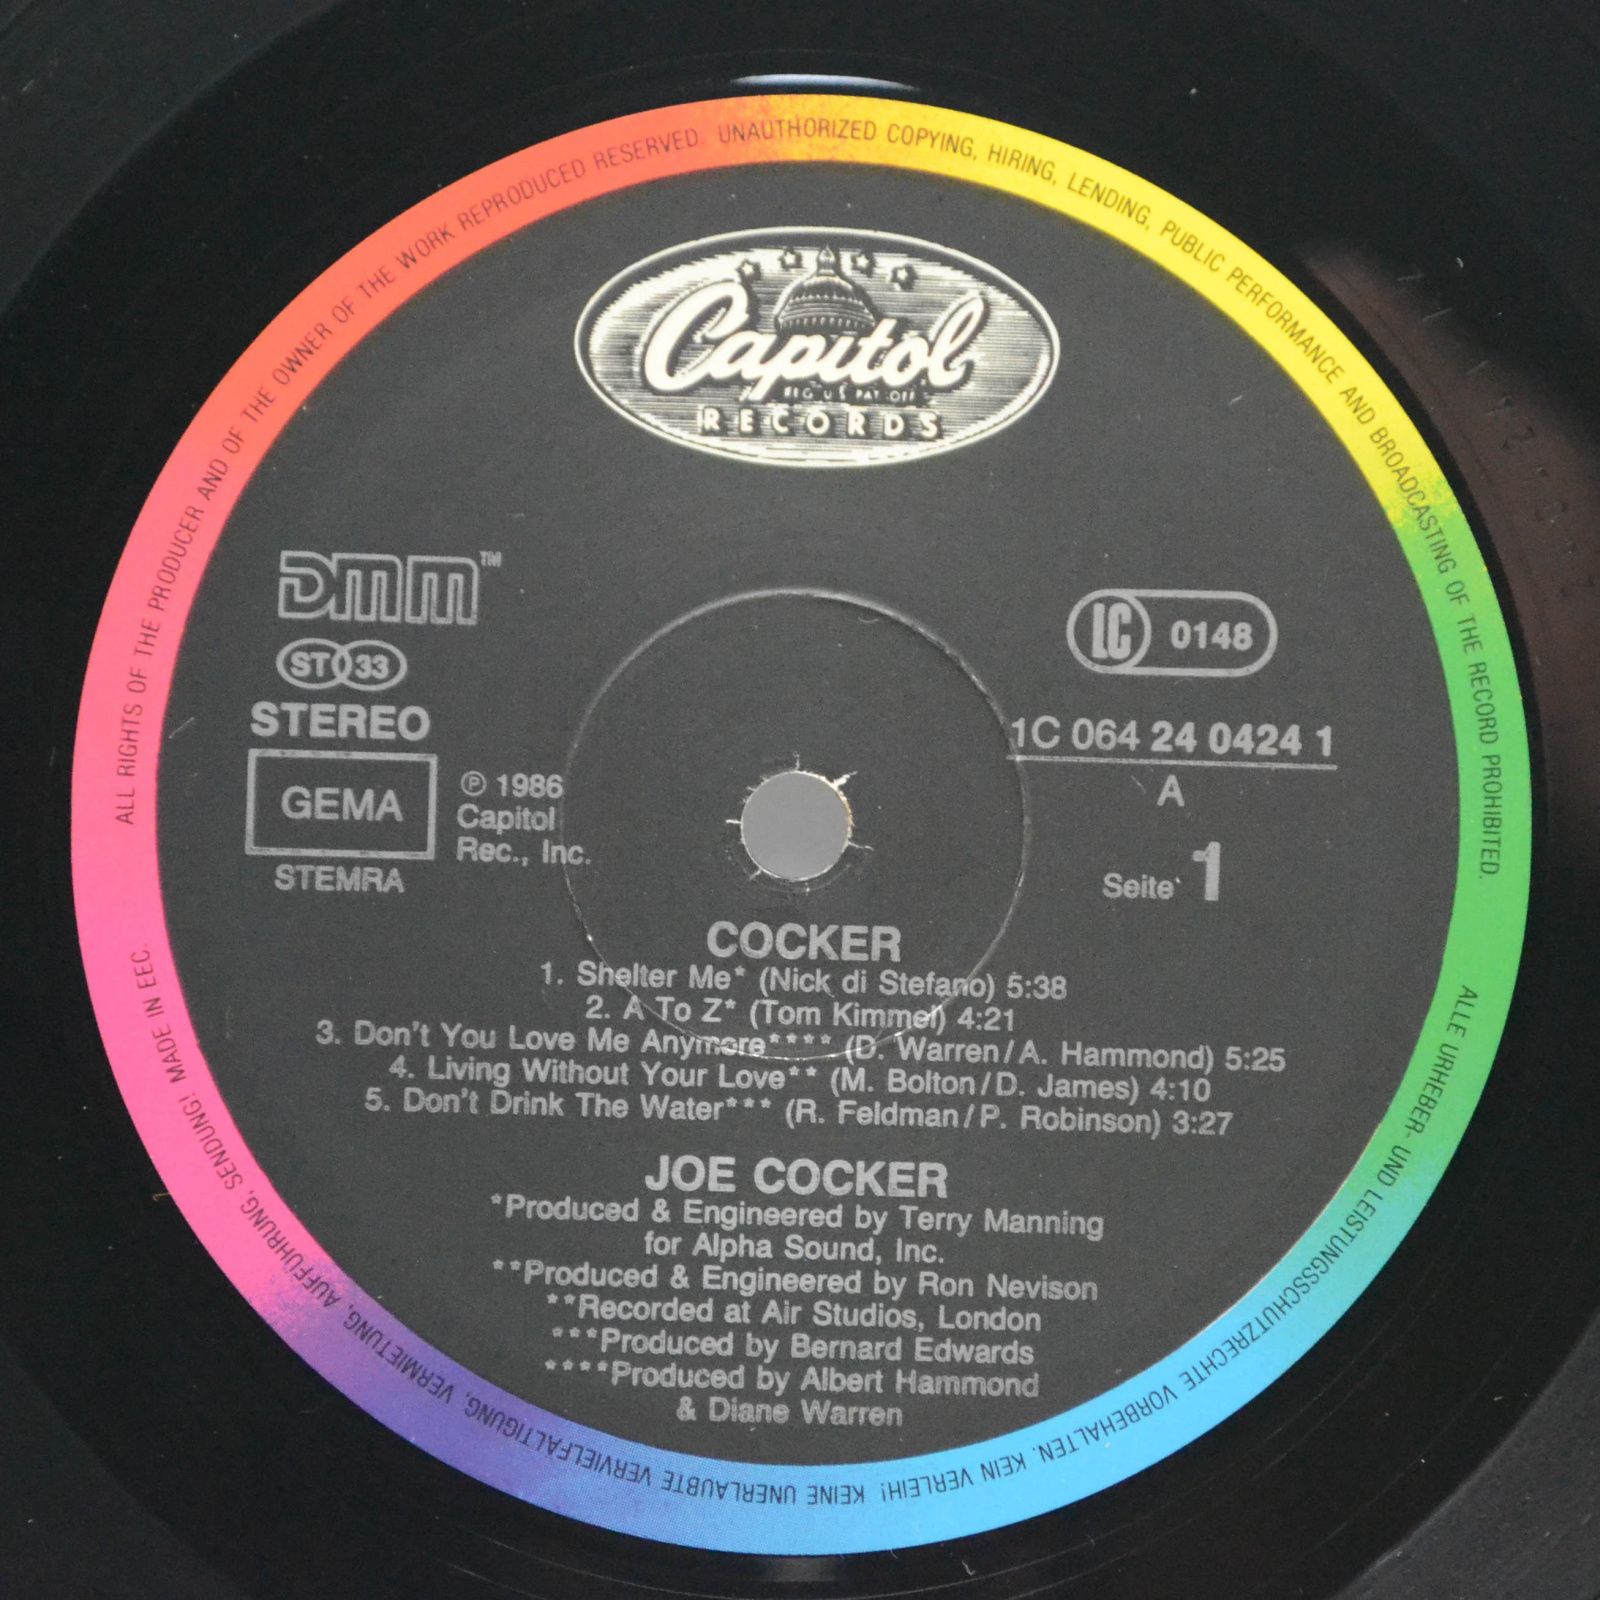 ALL RIGHTS OF THE PRODUCER AND OF THE OWNER OF THE WORK REPRODUCED RESERVED. UNAUTHORIZED COPYING, HIRING, LENDING, PUBLIC PERFORMANCE AND BROADCASTING OF THE RECORD PROHIBITED.
Capitol
REG. U.S. PAT. OFF.
RECORDS
DMM™
ST 33
STEREO
GEMA
STEMRA
℗ 1986
Capitol
Rec., Inc.
LC 0148
1C 064 24 0424 1
A
Seite 1
COCKER
1. Shelter Me* (Nick di Stefano) 5:38
2. A To Z* (Tom Kimmel) 4:21
3. Don't You Love Me Anymore**** (D. Warren/A. Hammond) 5:25
4. Living Without Your Love** (M. Bolton/D. James) 4:10
5. Don't Drink The Water*** (R. Feldman/P. Robinson) 3:27
JOE COCKER
*Produced & Engineered by Terry Manning
for Alpha Sound, Inc.
**Produced & Engineered by Ron Nevison
**Recorded at Air Studios, London
***Produced by Bernard Edwards
****Produced by Albert Hammond
& Diane Warren
ALLE URHEBER- UND LEISTUNGSSCHUTZRECHTE VORBEHALTEN. KEIN VERLEIH! KEINE UNERLAUBTE VERVIELFÄLTIGUNG, VERMIETUNG, AUFFÜHRUNG, SENDUNG! MADE IN EEC.